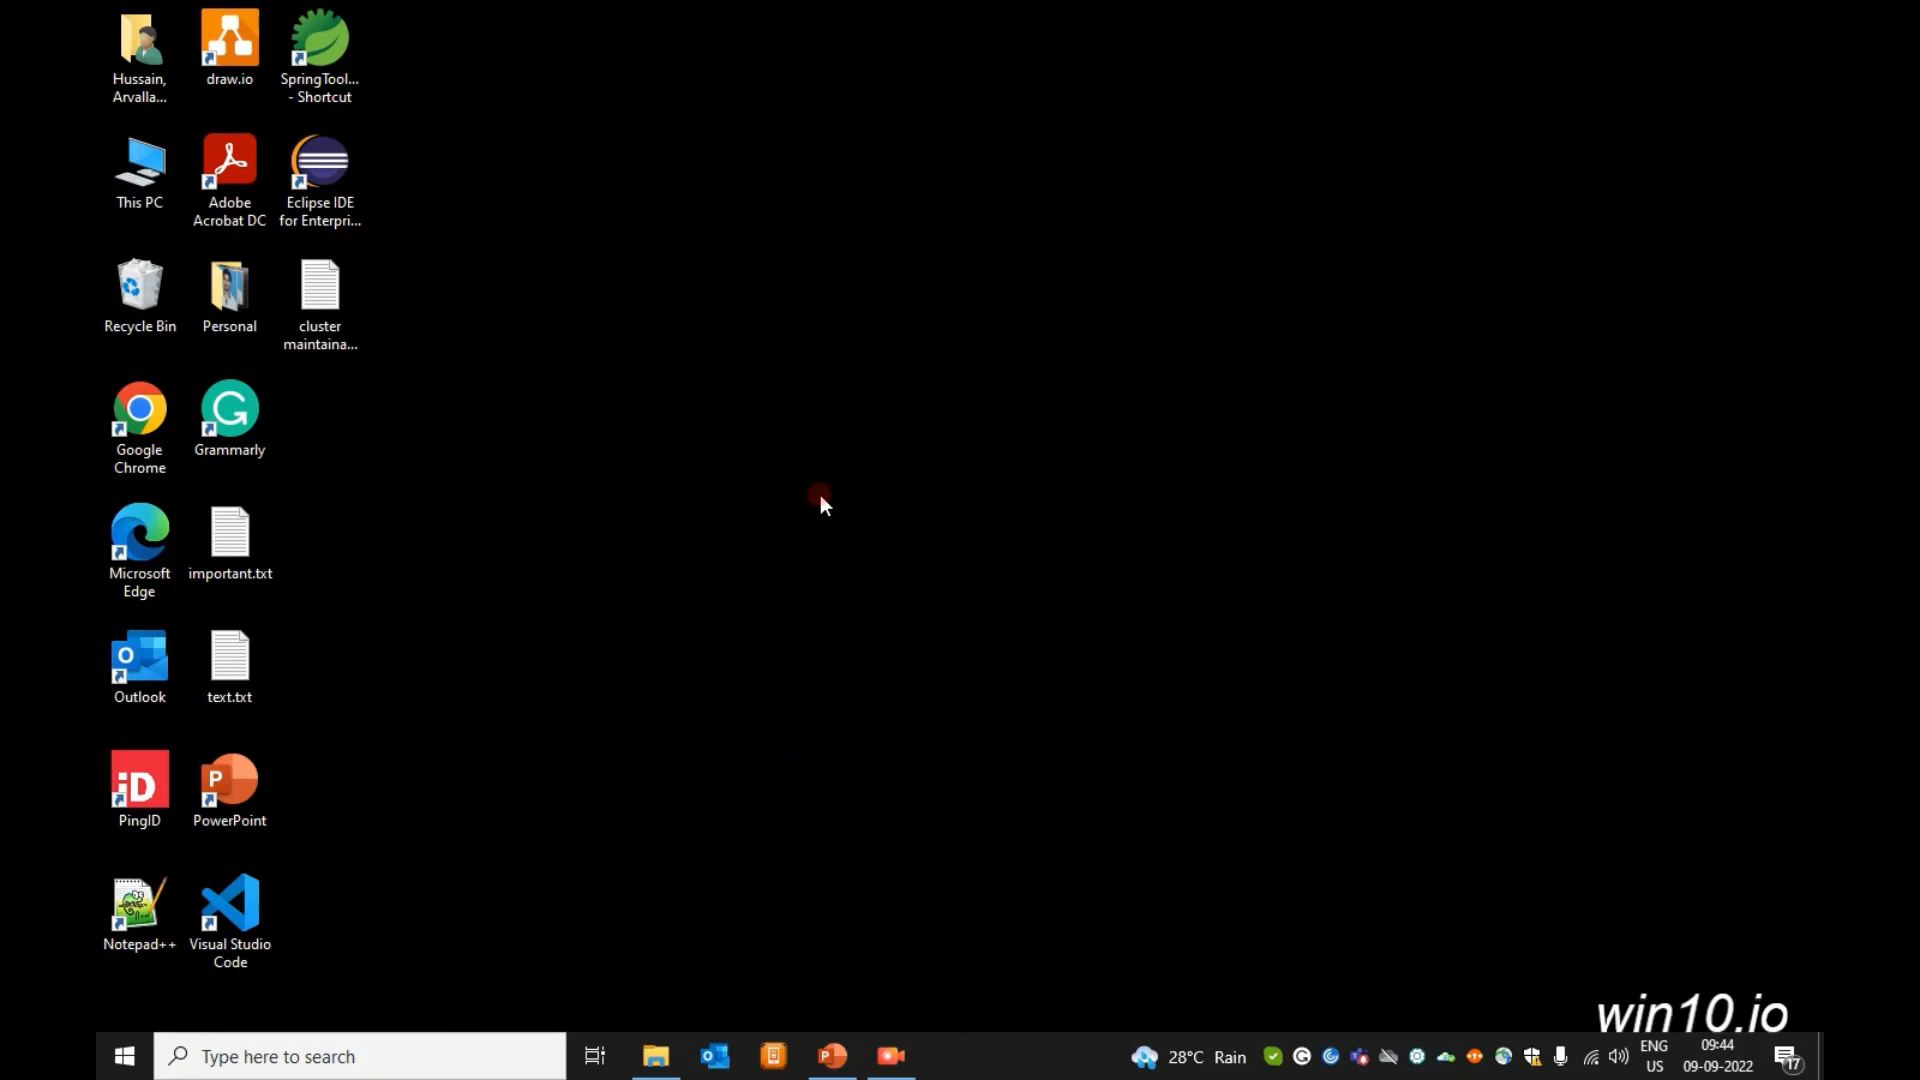 Hussain,
Arvalla...
draw.io
SpringTool...
- Shortcut
This PC
Adobe
Acrobat DC
Eclipse IDE
for Enterpri...
Recycle Bin
Personal
cluster
maintaina...
Google
Chrome
Grammarly
Microsoft
Edge
important.txt
Outlook
text.txt
PingID
PowerPoint
Notepad++
Visual Studio
Code
win10.io
Type here to search
28°C Rain
ENG
US
09:44
09-09-2022
17